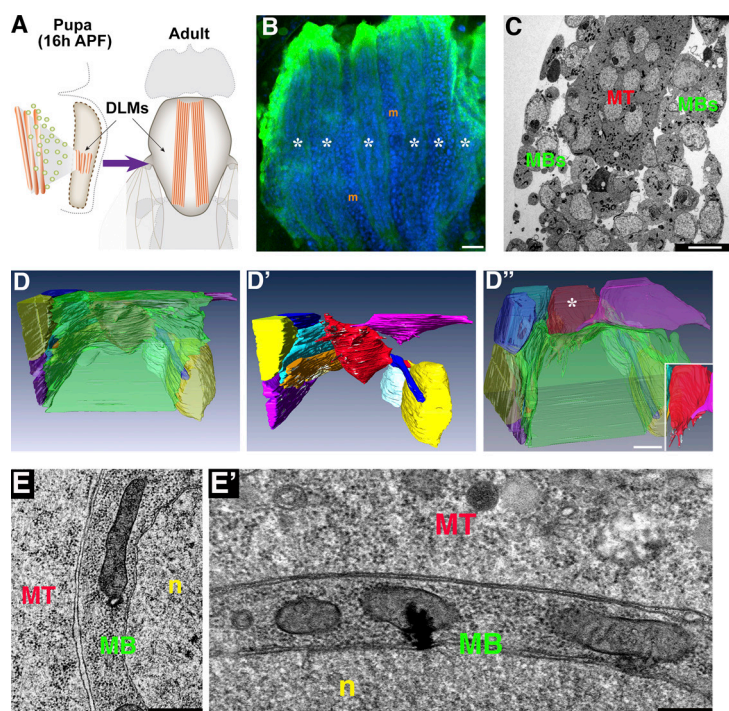 A
Pupa
(16h APF)
Adult
DLMs
B
m
* * * * * *
m
C
MT
MBs
MBs
D
D'
D"
*
E
MT
n
MB
E'
MT
MB
n